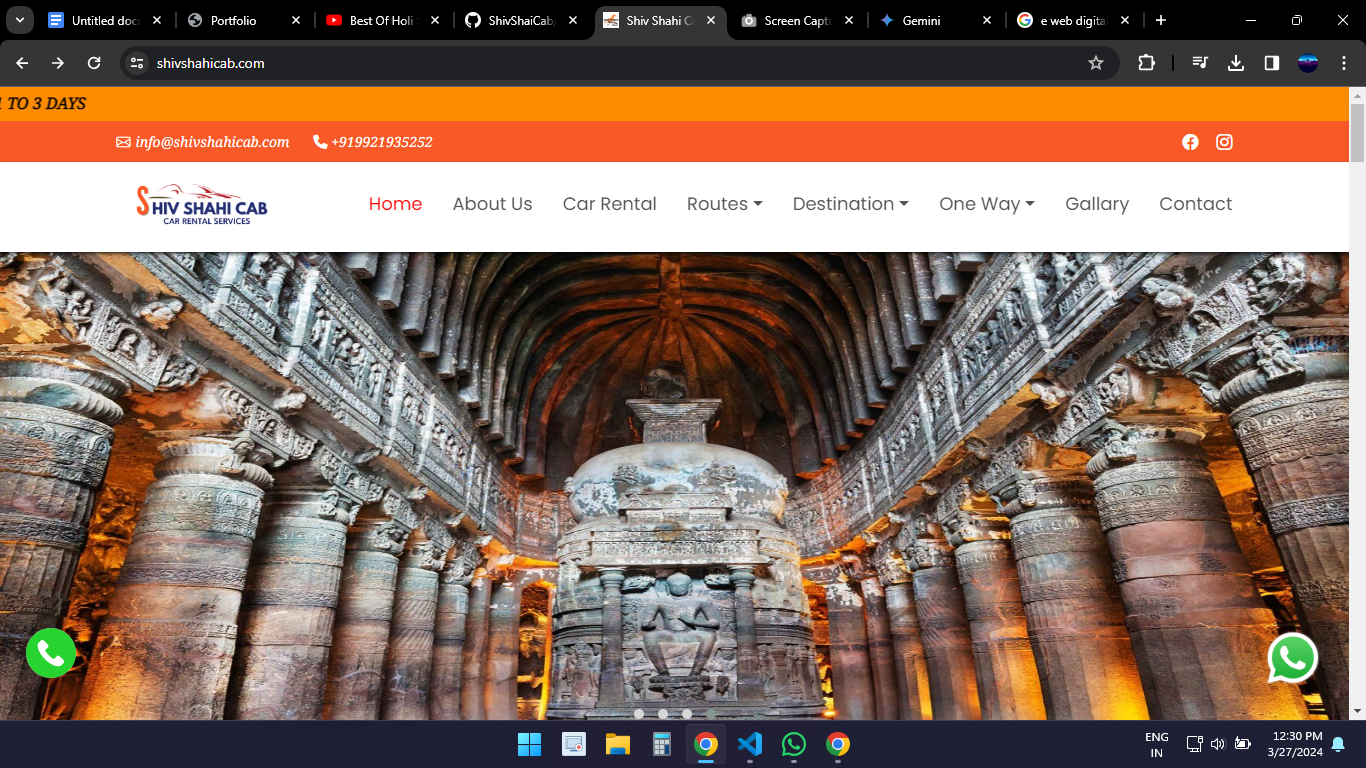 Untitled doc
Portfolio
Best Of Holi
GitHub
ShivShaiCab
Shiv Shahi C
Screen Captu
Gemini
e web digital
shivshahicab.com
1 TO 3 DAYS
info@shivshahicab.com
+919921935252
SHIV SHAHI CAB
CAR RENTAL SERVICES
Home
About Us
Car Rental
Routes
Destination
One Way
Gallary
Contact
ENG
IN
12:30 PM
3/27/2024